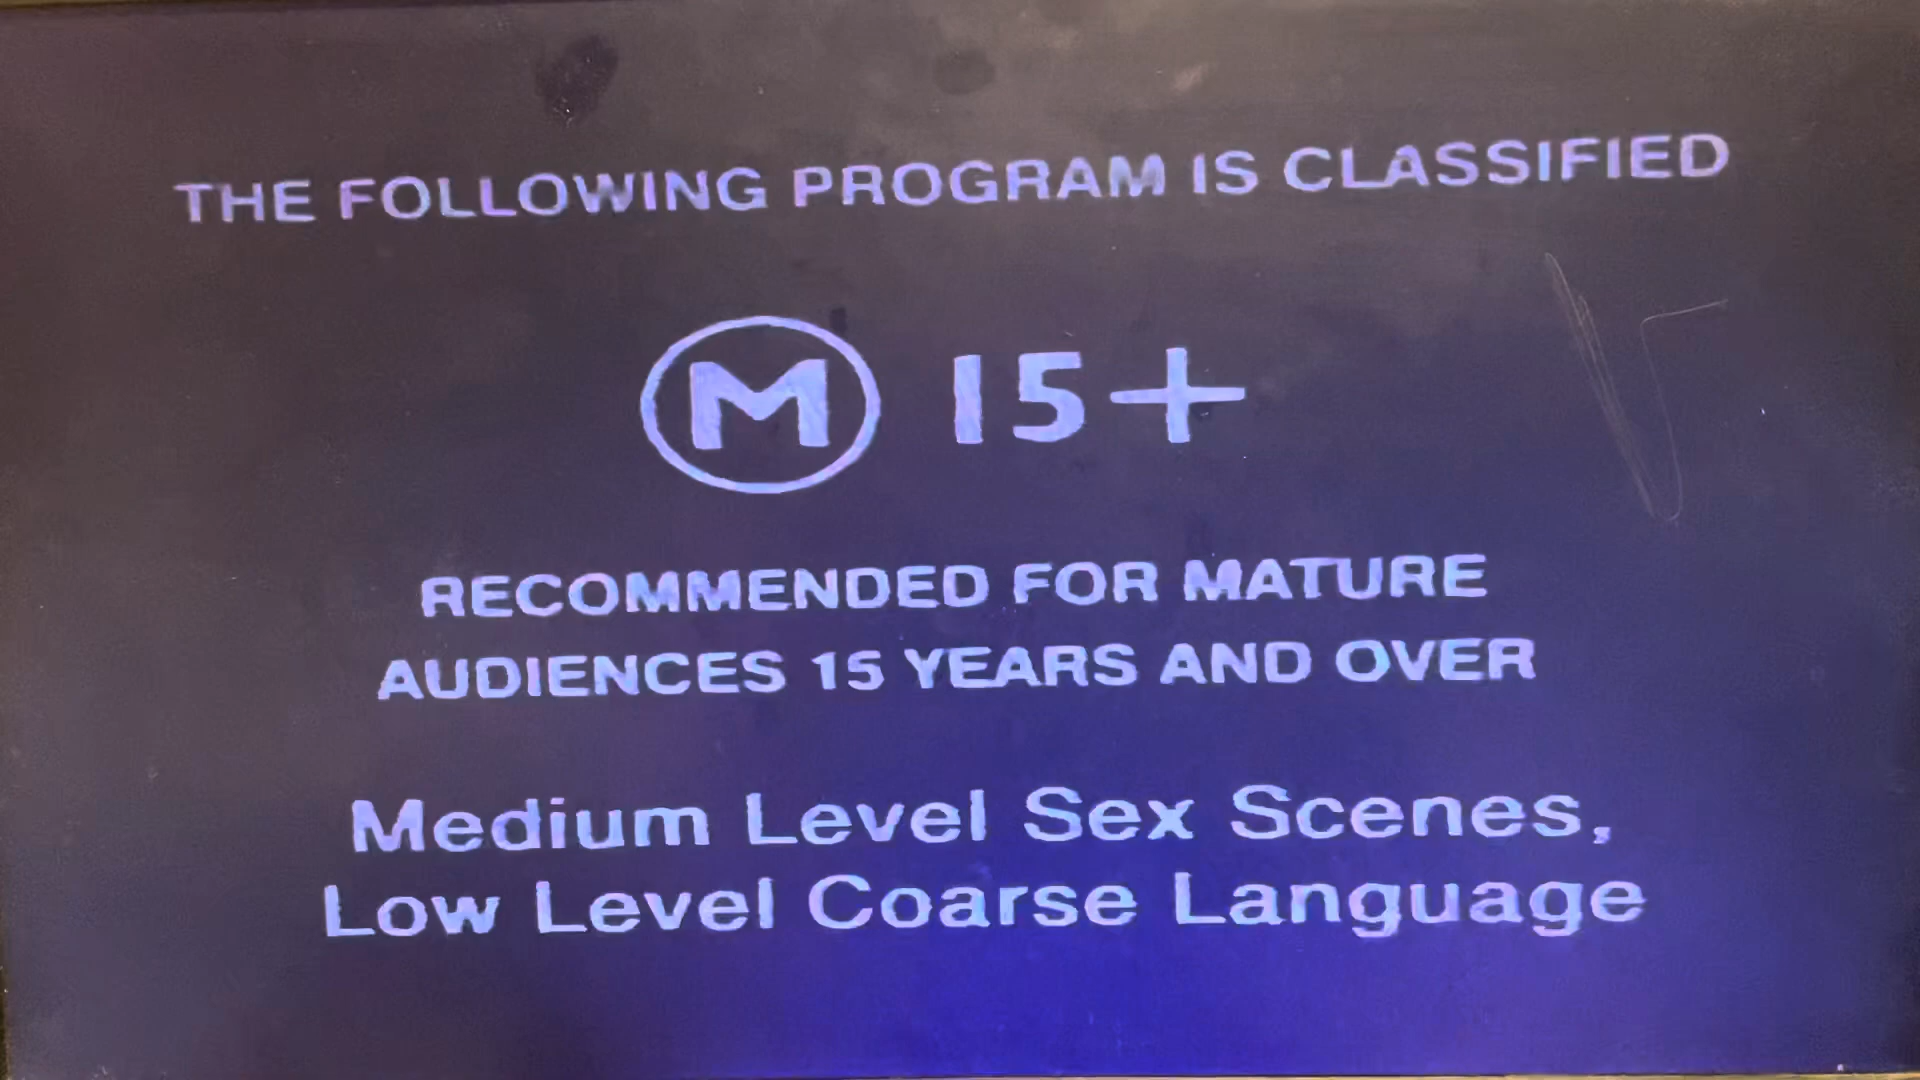 THE FOLLOWING PROGRAM IS CLASSIFIED
M 15+
RECOMMENDED FOR MATURE
AUDIENCES 15 YEARS AND OVER
Medium Level Sex Scenes,
Low Level Coarse Language